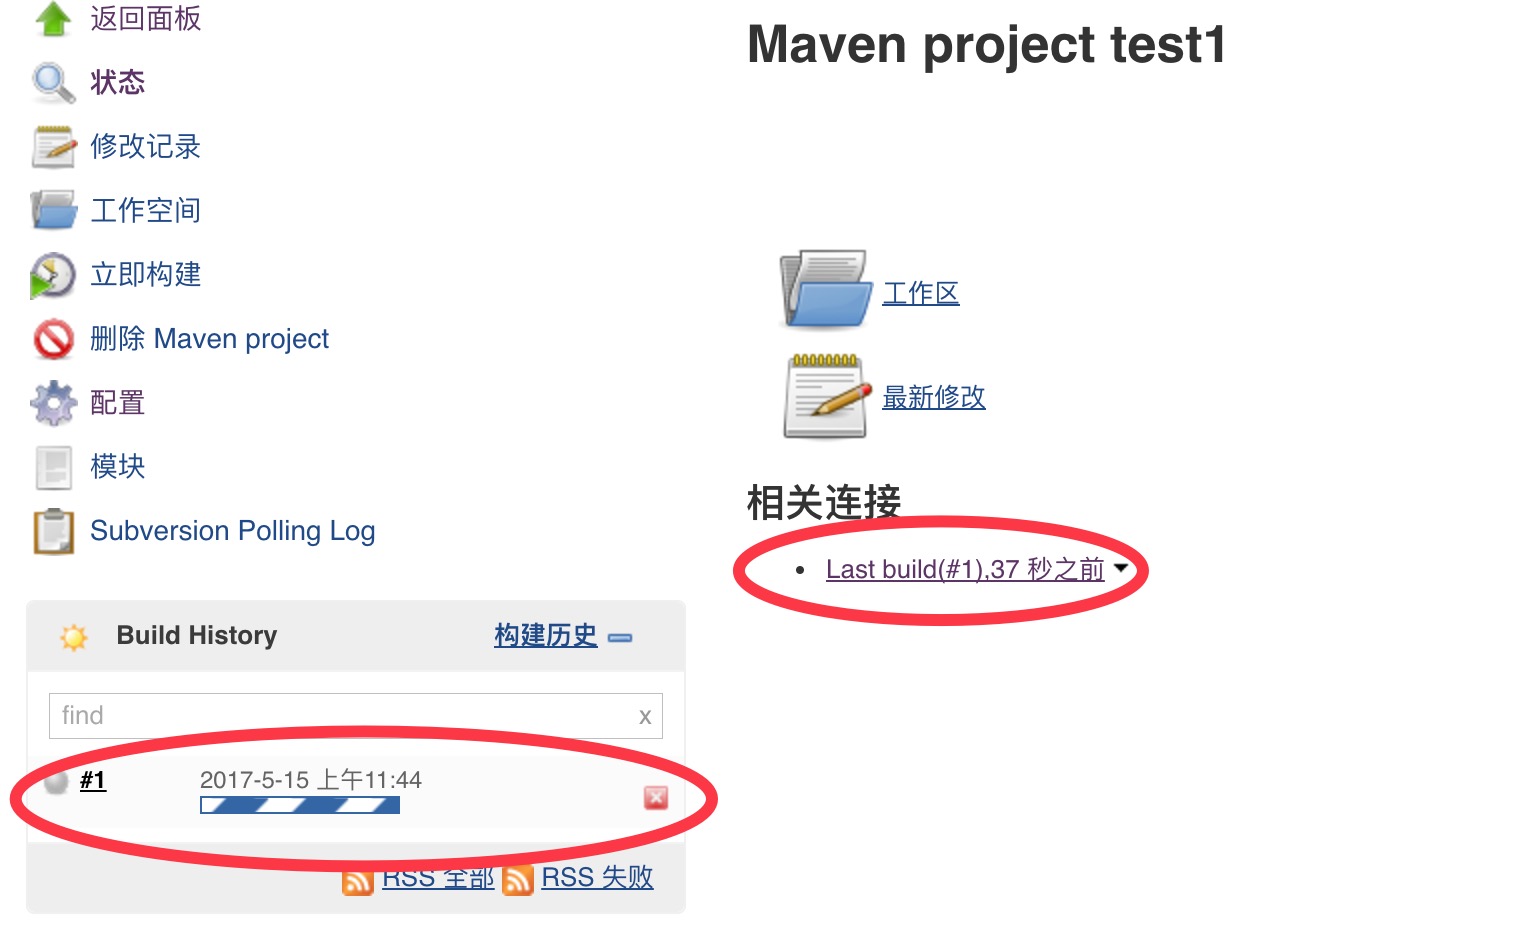 返回面板
状态
修改记录
工作空间
立即构建
删除 Maven project
配置
模块
Subversion Polling Log
Build History 构建历史
find x
#1 2017-5-15 上午11:44
RSS 全部 RSS 失败
Maven project test1
工作区
最新修改
相关连接
Last build(#1),37 秒之前